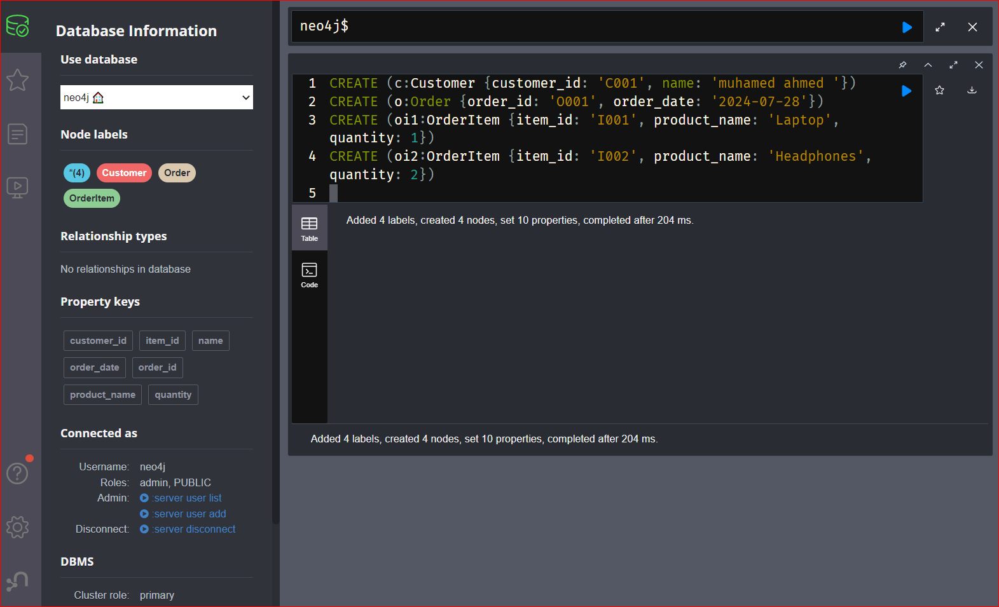 Database Information
Use database
neo4j
Node labels
*(4) Customer Order
OrderItem
Relationship types
No relationships in database
Property keys
customer_id item_id name
order_date order_id
product_name quantity
Connected as
Username: neo4j
Roles: admin, PUBLIC
Admin: :server user list
:server user add
Disconnect: :server disconnect
DBMS
Cluster role: primary
neo4j$
1 CREATE (c:Customer {customer_id: 'C001', name: 'muhamed ahmed '})
2 CREATE (o:Order {order_id: 'O001', order_date: '2024-07-28'})
3 CREATE (oi1:OrderItem {item_id: 'I001', product_name: 'Laptop',
quantity: 1})
4 CREATE (oi2:OrderItem {item_id: 'I002', product_name: 'Headphones',
quantity: 2})
5
Table
Code
Added 4 labels, created 4 nodes, set 10 properties, completed after 204 ms.
Added 4 labels, created 4 nodes, set 10 properties, completed after 204 ms.